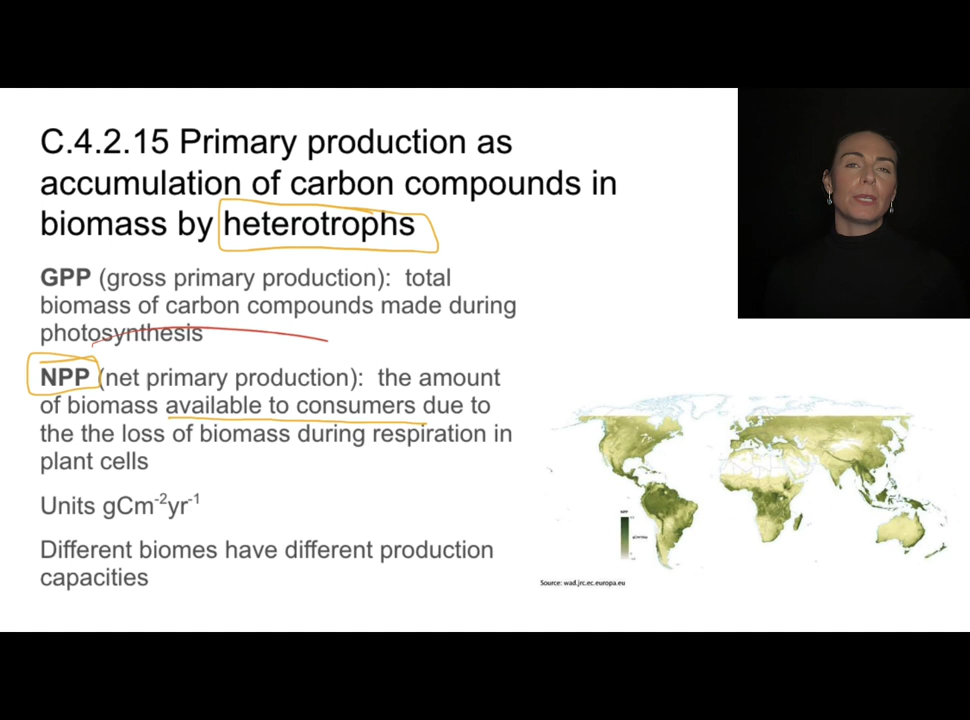 C.4.2.15 Primary production as
accumulation of carbon compounds in
biomass by heterotrophs
GPP (gross primary production):  total
biomass of carbon compounds made during
photosynthesis
NPP (net primary production):  the amount
of biomass available to consumers due to
the the loss of biomass during respiration in
plant cells
Units gCm⁻²yr⁻¹
Different biomes have different production
capacities
NPP
Source: wad.jrc.ec.europa.eu